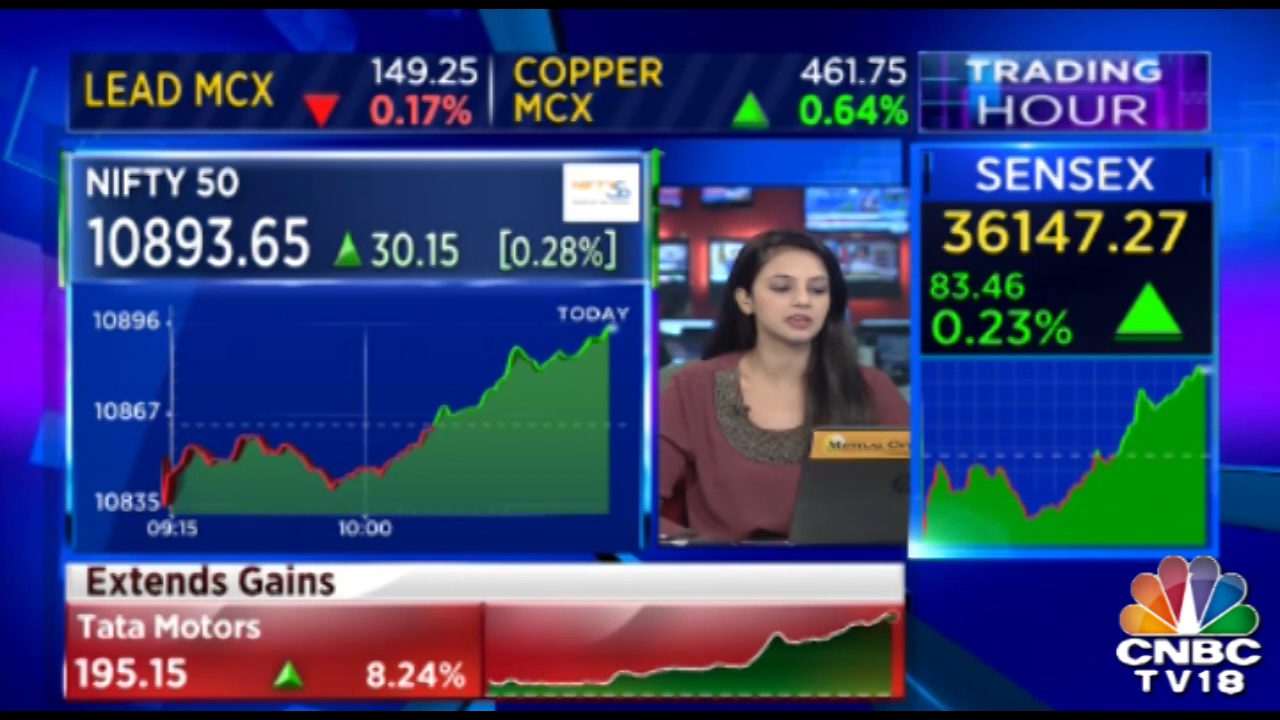 LEAD MCX
149.25
0.17%
COPPER
MCX
461.75
0.64%
TRADING
HOUR
NIFTY 50
10893.65 30.15 [0.28%]
TODAY
10896
10867
10835
09:15 10:00
SENSEX
36147.27
83.46
0.23%
Extends Gains
Tata Motors
195.15 8.24%
CNBC
TV18